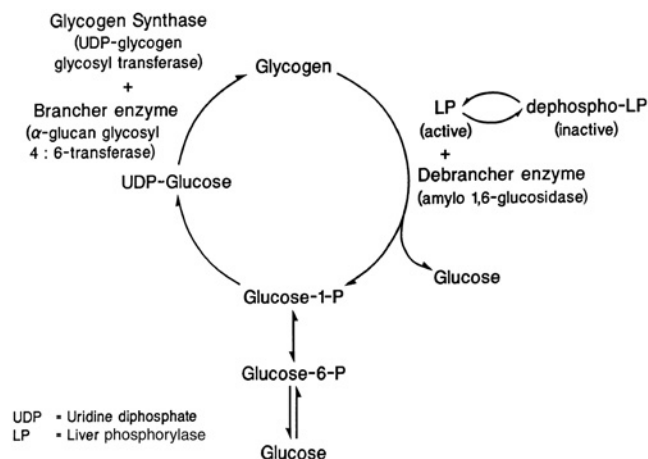 Glycogen Synthase
(UDP-glycogen
glycosyl transferase)
+
Brancher enzyme
(α-glucan glycosyl
4 : 6-transferase)
UDP-Glucose
Glycogen
LP
(active)
dephospho-LP
(inactive)
+
Debrancher enzyme
(amylo 1,6-glucosidase)
Glucose
Glucose-1-P
Glucose-6-P
Glucose
UDP = Uridine diphosphate
LP = Liver phosphorylase